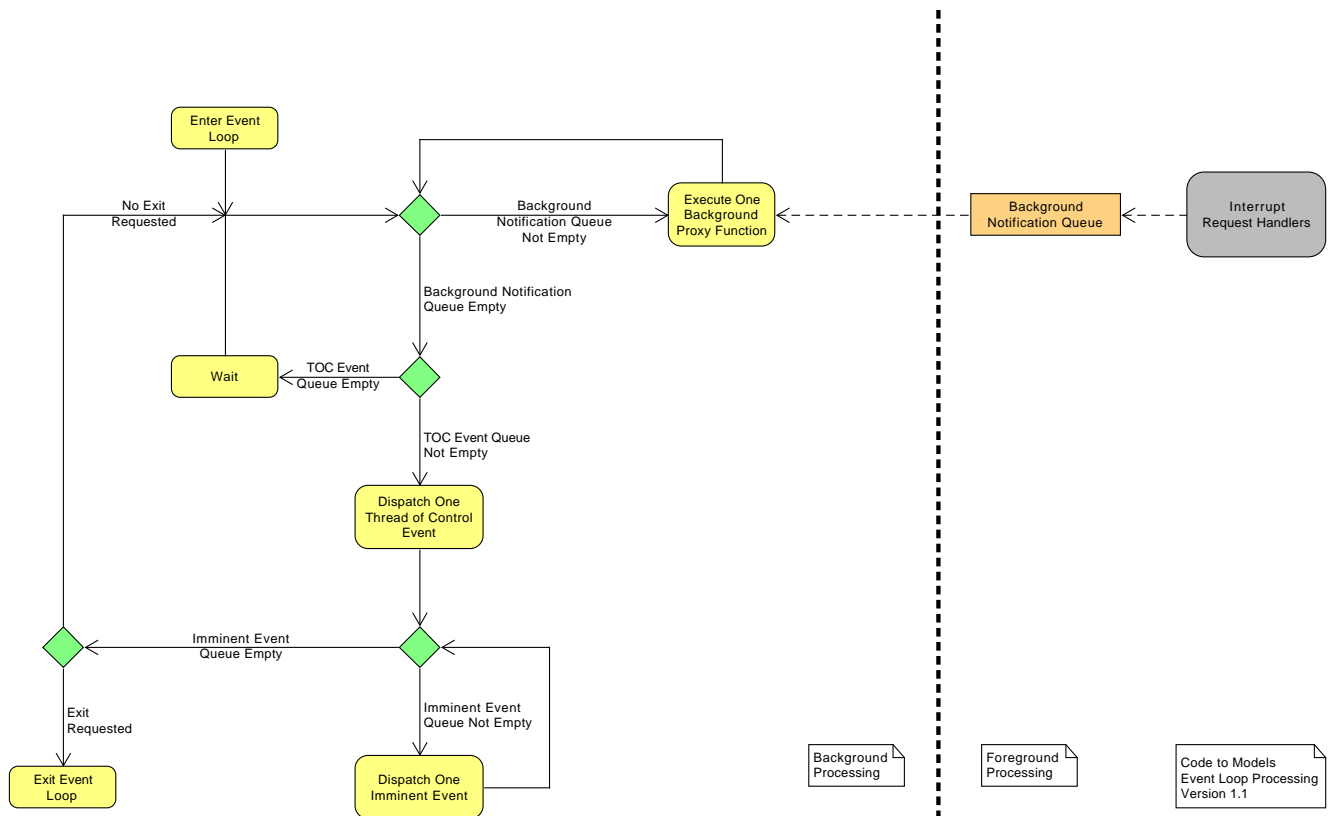 Enter Event
Loop
No Exit
Requested
Background
Notification Queue
Not Empty
Execute One
Background
Proxy Function
Background
Notification Queue
Interrupt
Request Handlers
Background Notification
Queue Empty
Wait
TOC Event
Queue Empty
TOC Event Queue
Not Empty
Dispatch One
Thread of Control
Event
Imminent Event
Queue Empty
Imminent Event
Queue Not Empty
Exit
Requested
Exit Event
Loop
Dispatch One
Imminent Event
Background
Processing
Foreground
Processing
Code to Models
Event Loop Processing
Version 1.1